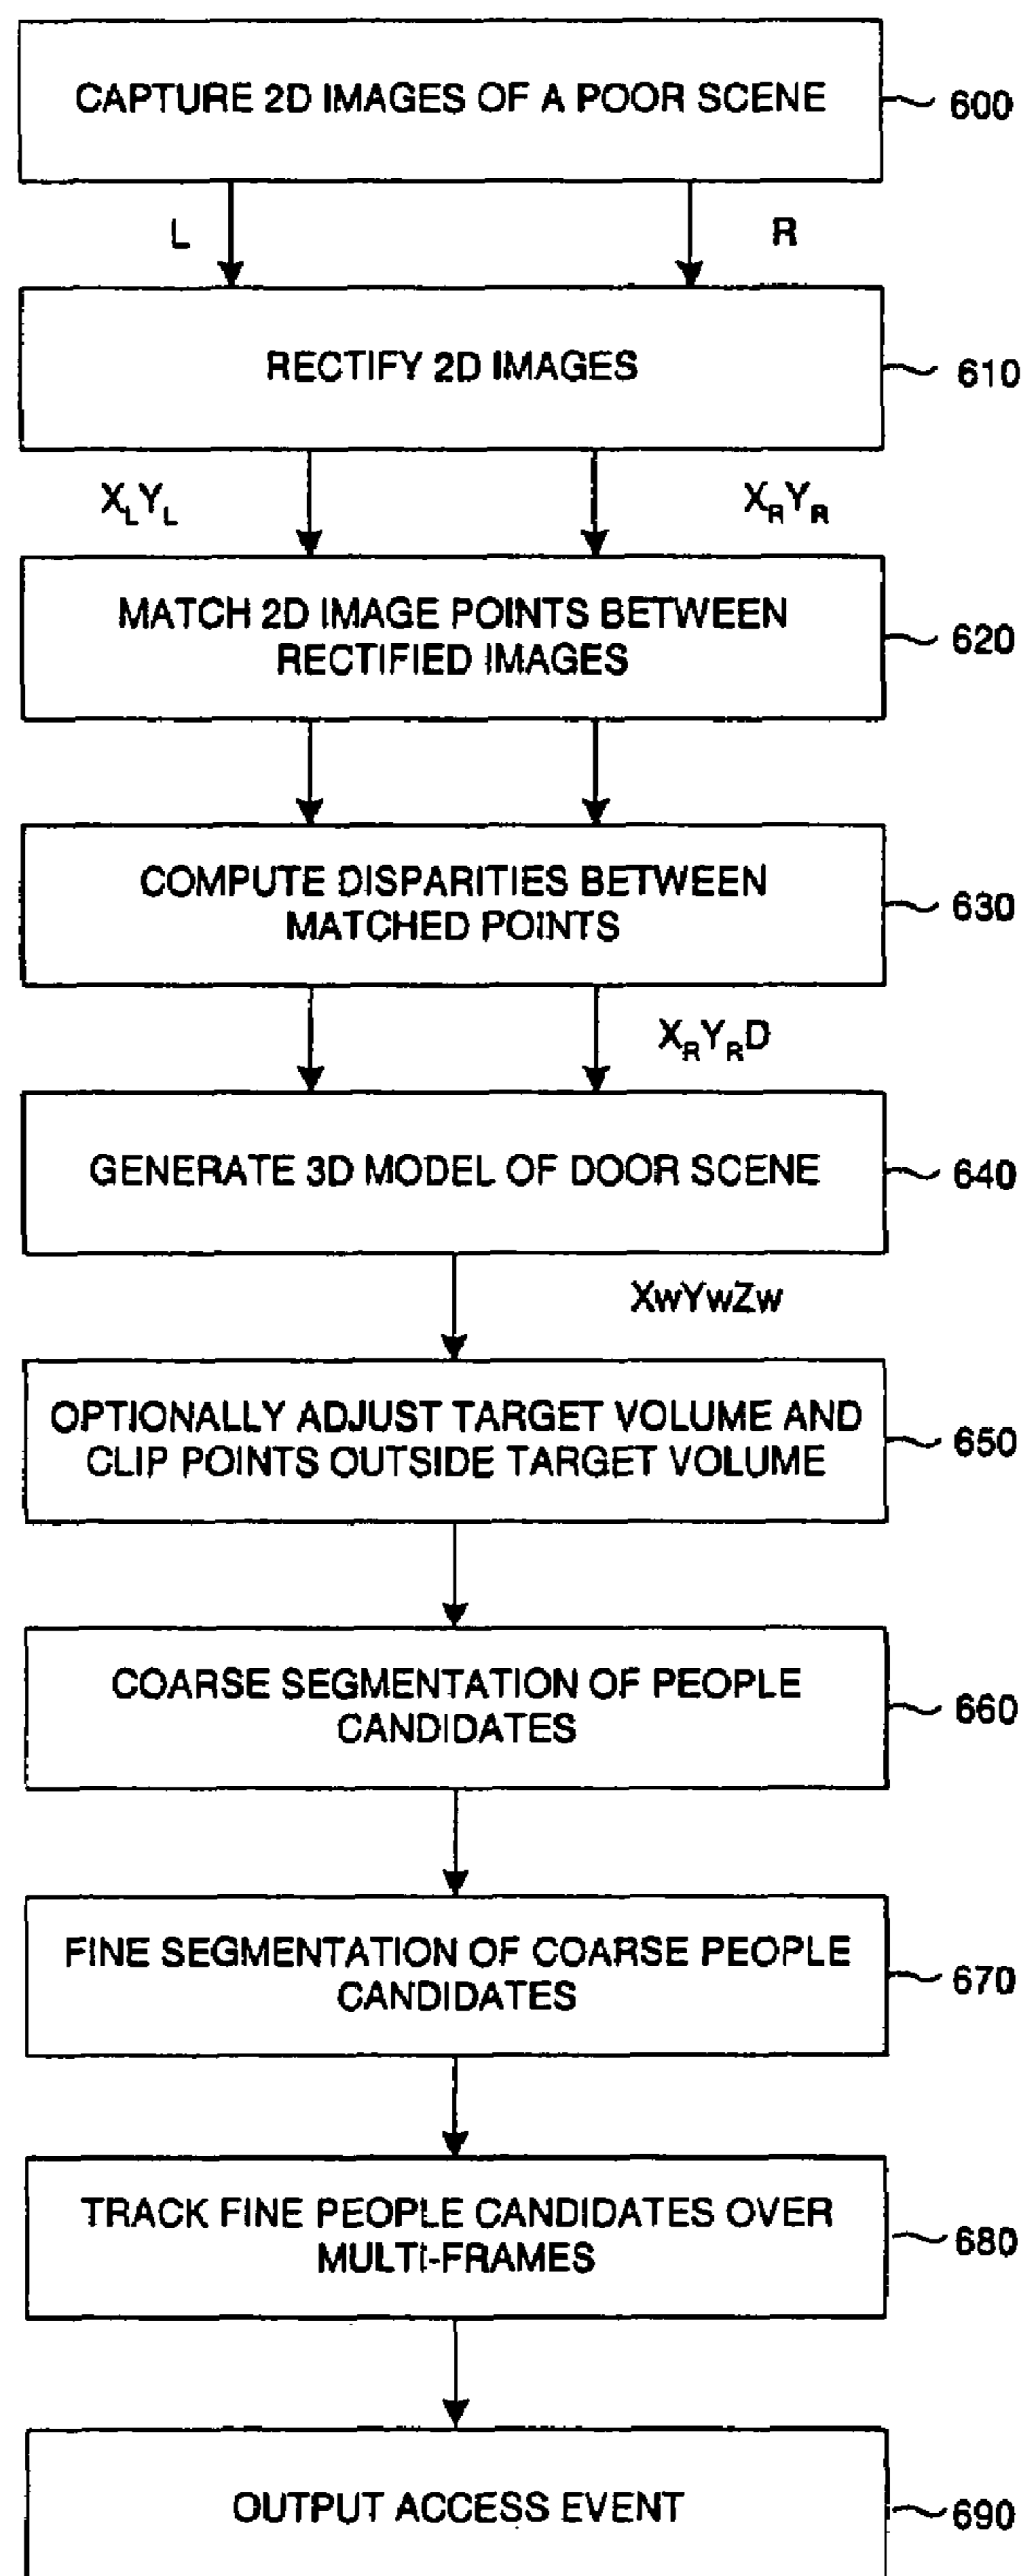 CAPTURE 2D IMAGES OF A POOR SCENE
600
L
R
RECTIFY 2D IMAGES
610
XLYL
XRYR
MATCH 2D IMAGE POINTS BETWEEN
RECTIFIED IMAGES
620
COMPUTE DISPARITIES BETWEEN
MATCHED POINTS
630
XRYRD
GENERATE 3D MODEL OF DOOR SCENE
640
XwYwZw
OPTIONALLY ADJUST TARGET VOLUME AND
CLIP POINTS OUTSIDE TARGET VOLUME
650
COARSE SEGMENTATION OF PEOPLE
CANDIDATES
660
FINE SEGMENTATION OF COARSE PEOPLE
CANDIDATES
670
TRACK FINE PEOPLE CANDIDATES OVER
MULTI-FRAMES
680
OUTPUT ACCESS EVENT
690